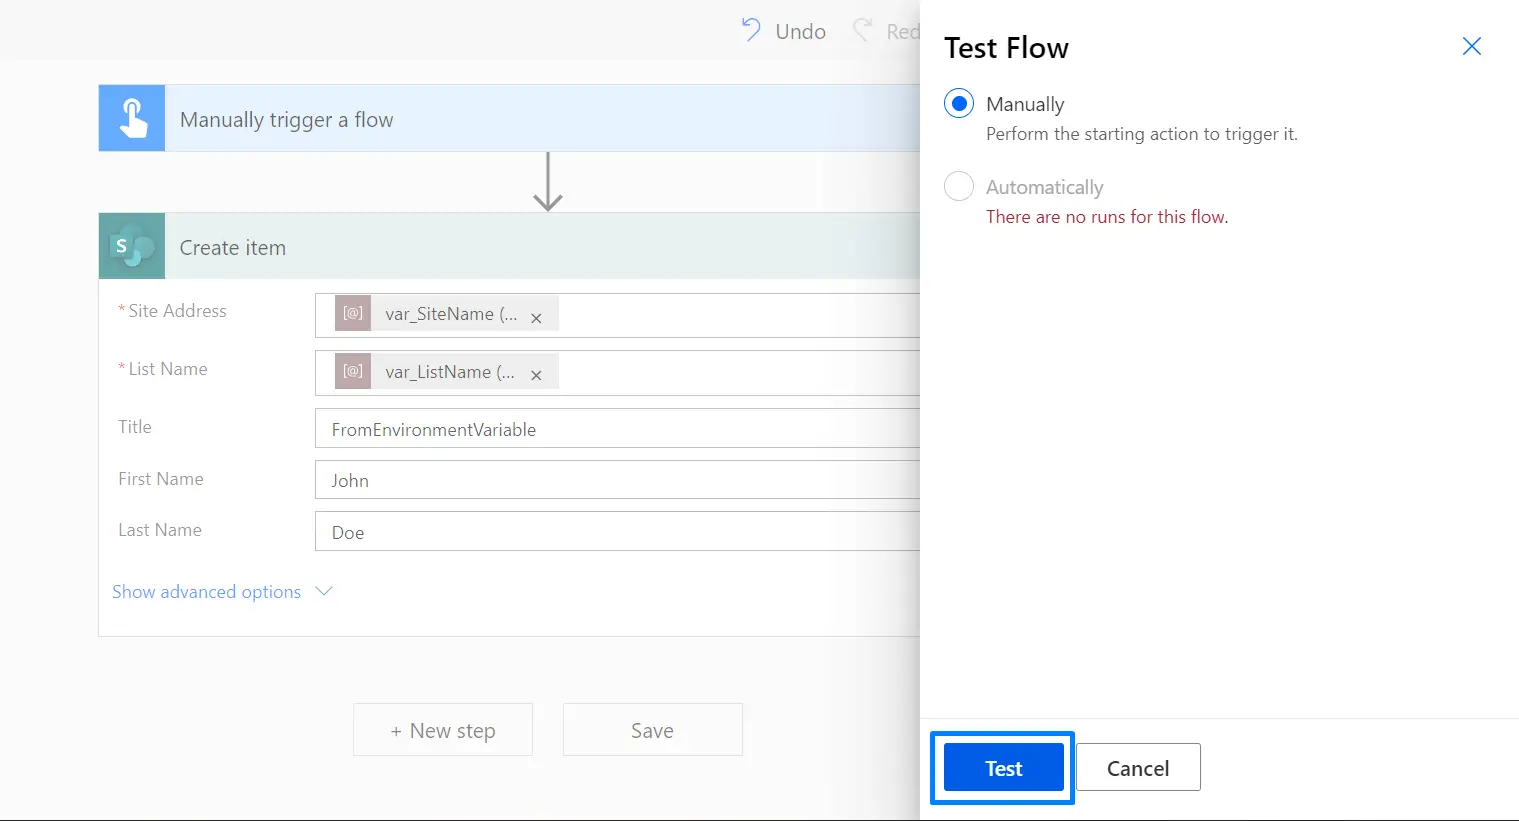 Undo
Red
Manually trigger a flow
S
Create item
* Site Address
[@] var_SiteName (...
* List Name
[@] var_ListName (...
Title
FromEnvironmentVariable
First Name
John
Last Name
Doe
Show advanced options
+ New step
Save
Test Flow
Manually
Perform the starting action to trigger it.
Automatically
There are no runs for this flow.
Test
Cancel